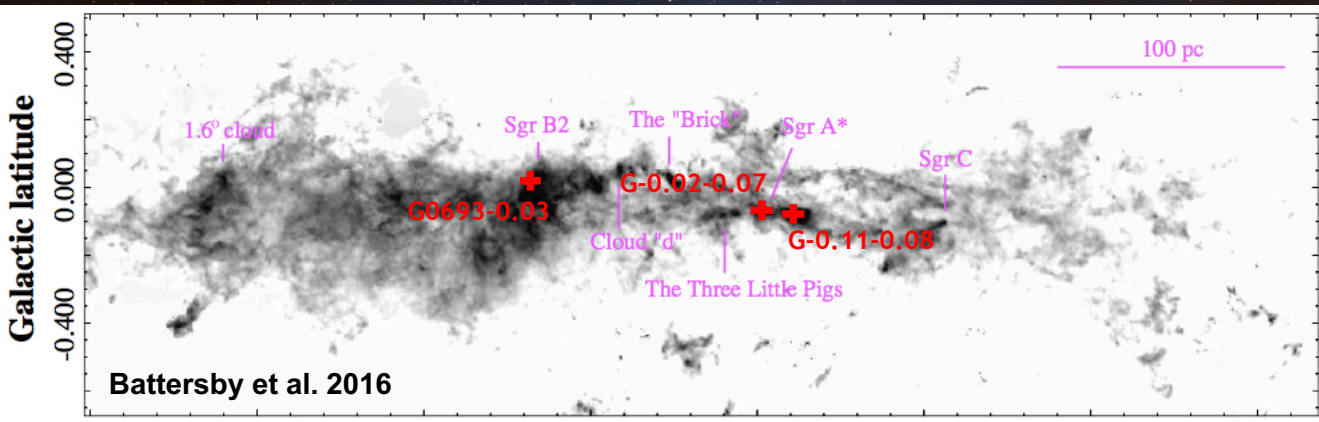 Galactic latitude
0.400
0.000
-0.400
100 pc
1.6° cloud
Sgr B2
The "Brick"
Sgr A*
Sgr C
G-0.02-0.07
G0693-0.03
Cloud "d"
G-0.11-0.08
The Three Little Pigs
Battersby et al. 2016